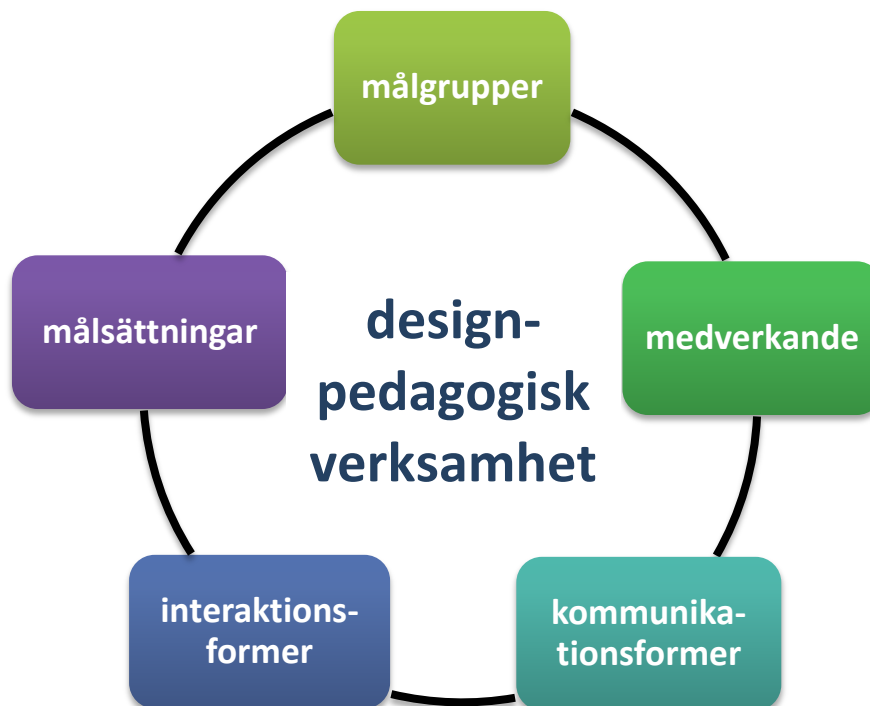 målgrupper
medverkande
kommunika-
tionsformer
interaktions-
former
målsättningar
design-
pedagogisk
verksamhet